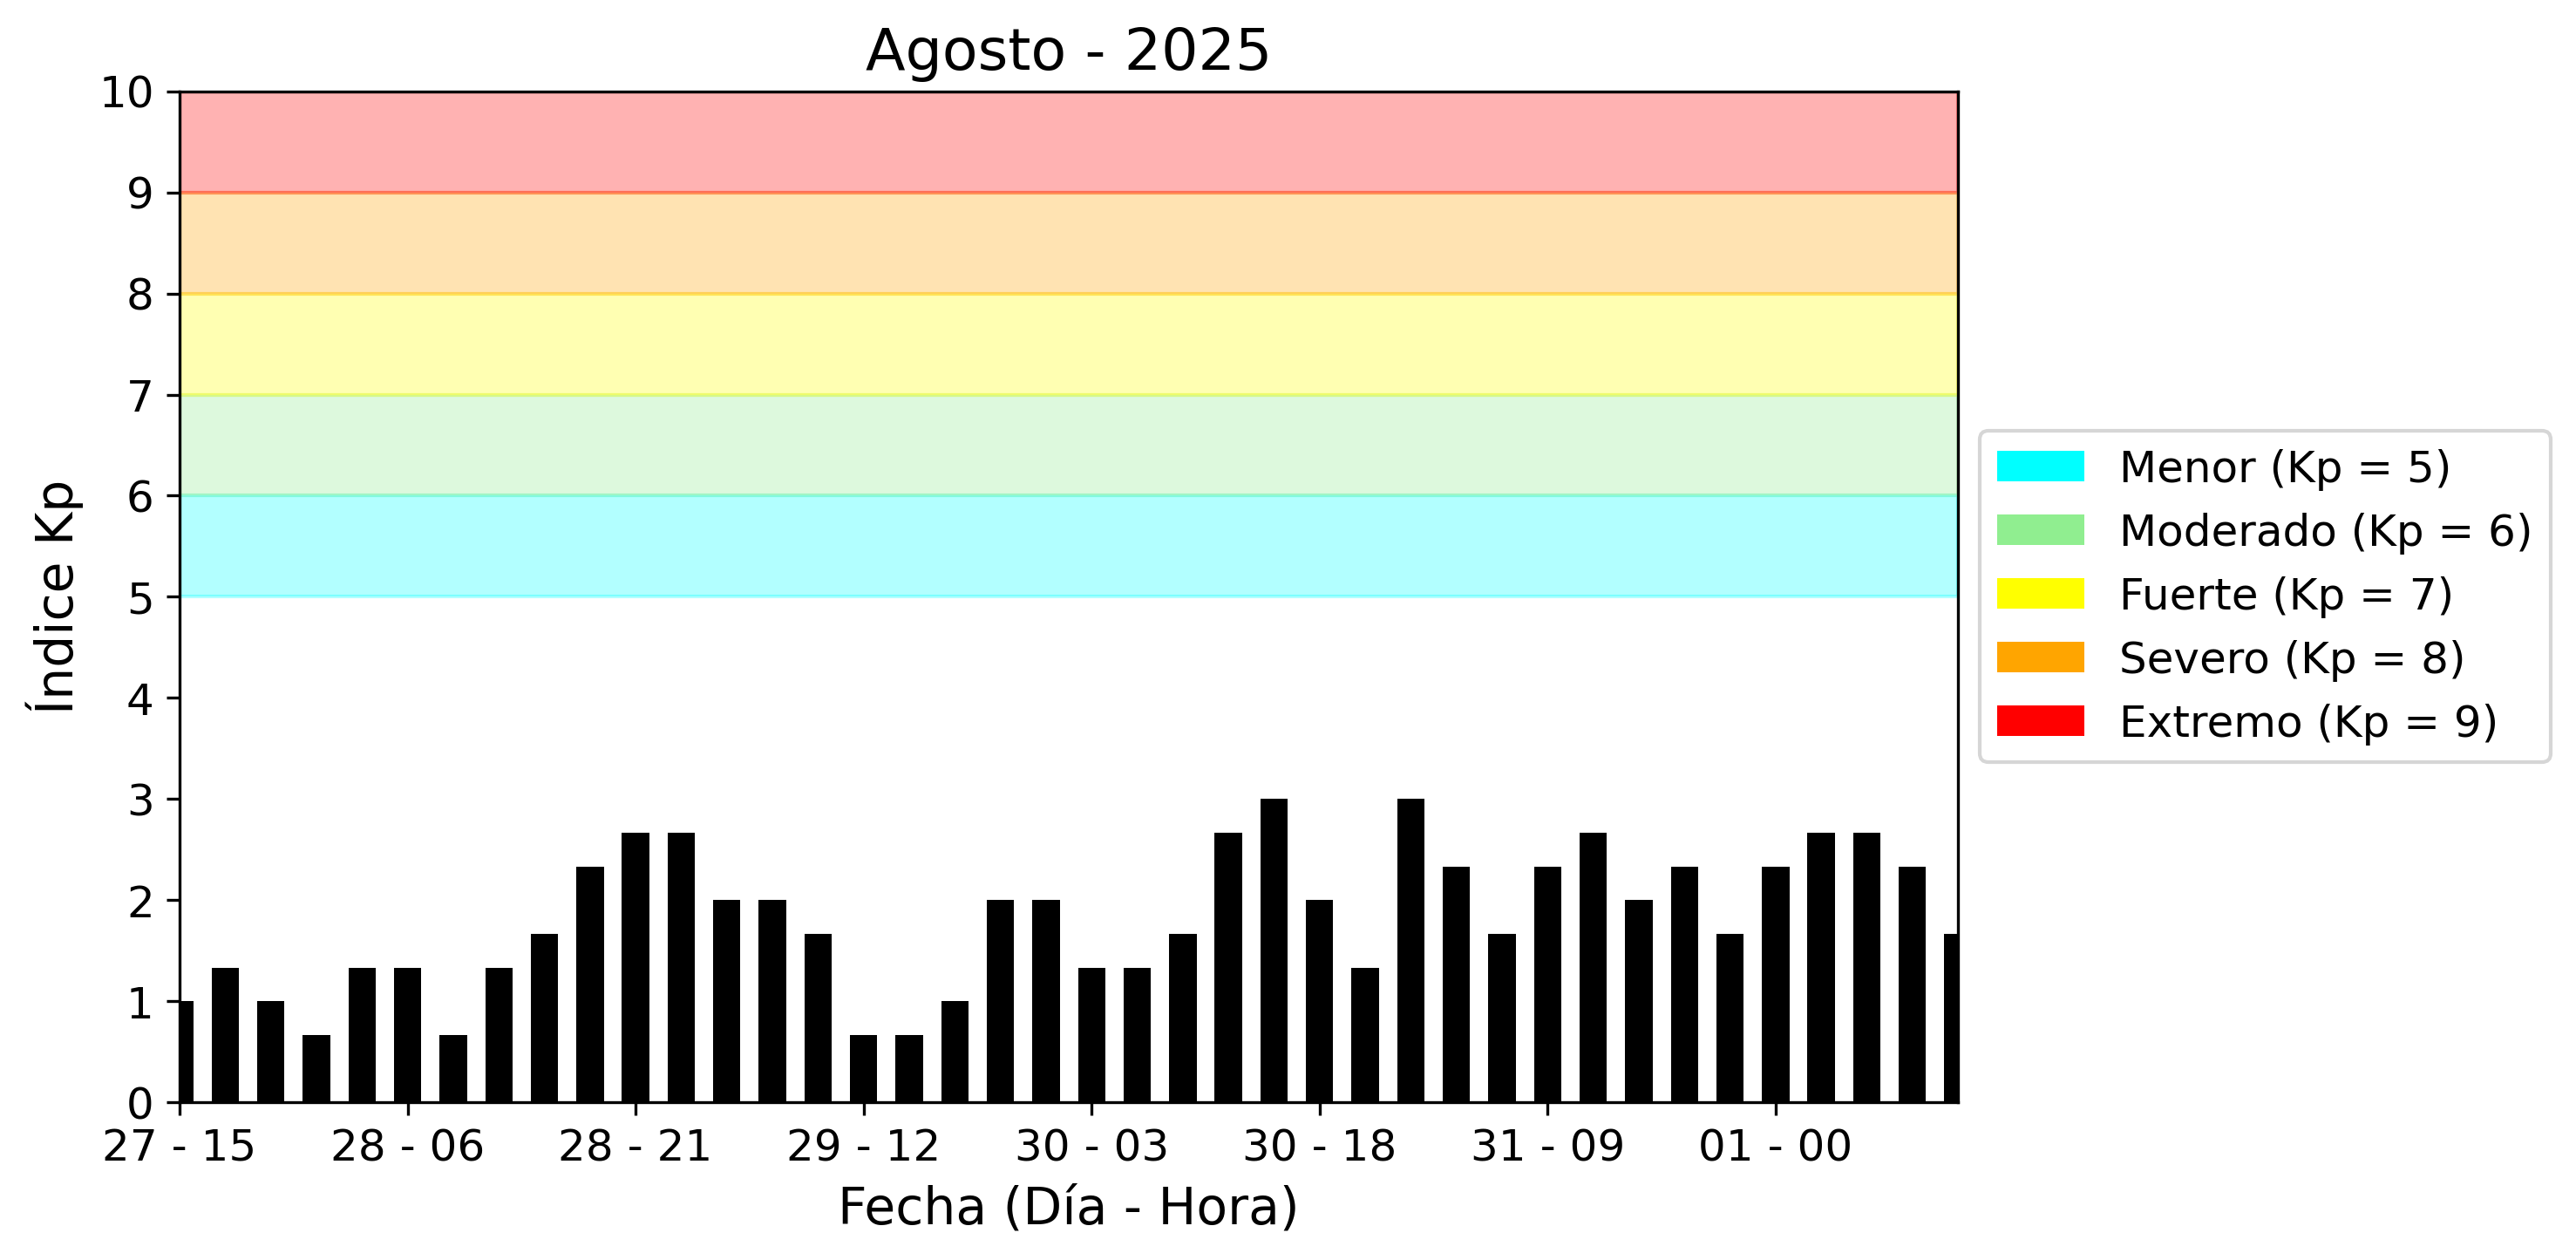 Agosto - 2025
10
9
8
7
6
5
4
3
2
1
0
Índice Kp
27 - 15
28 - 06
28 - 21
29 - 12
30 - 03
30 - 18
31 - 09
01 - 00
Fecha (Día - Hora)
Menor (Kp = 5)
Moderado (Kp = 6)
Fuerte (Kp = 7)
Severo (Kp = 8)
Extremo (Kp = 9)